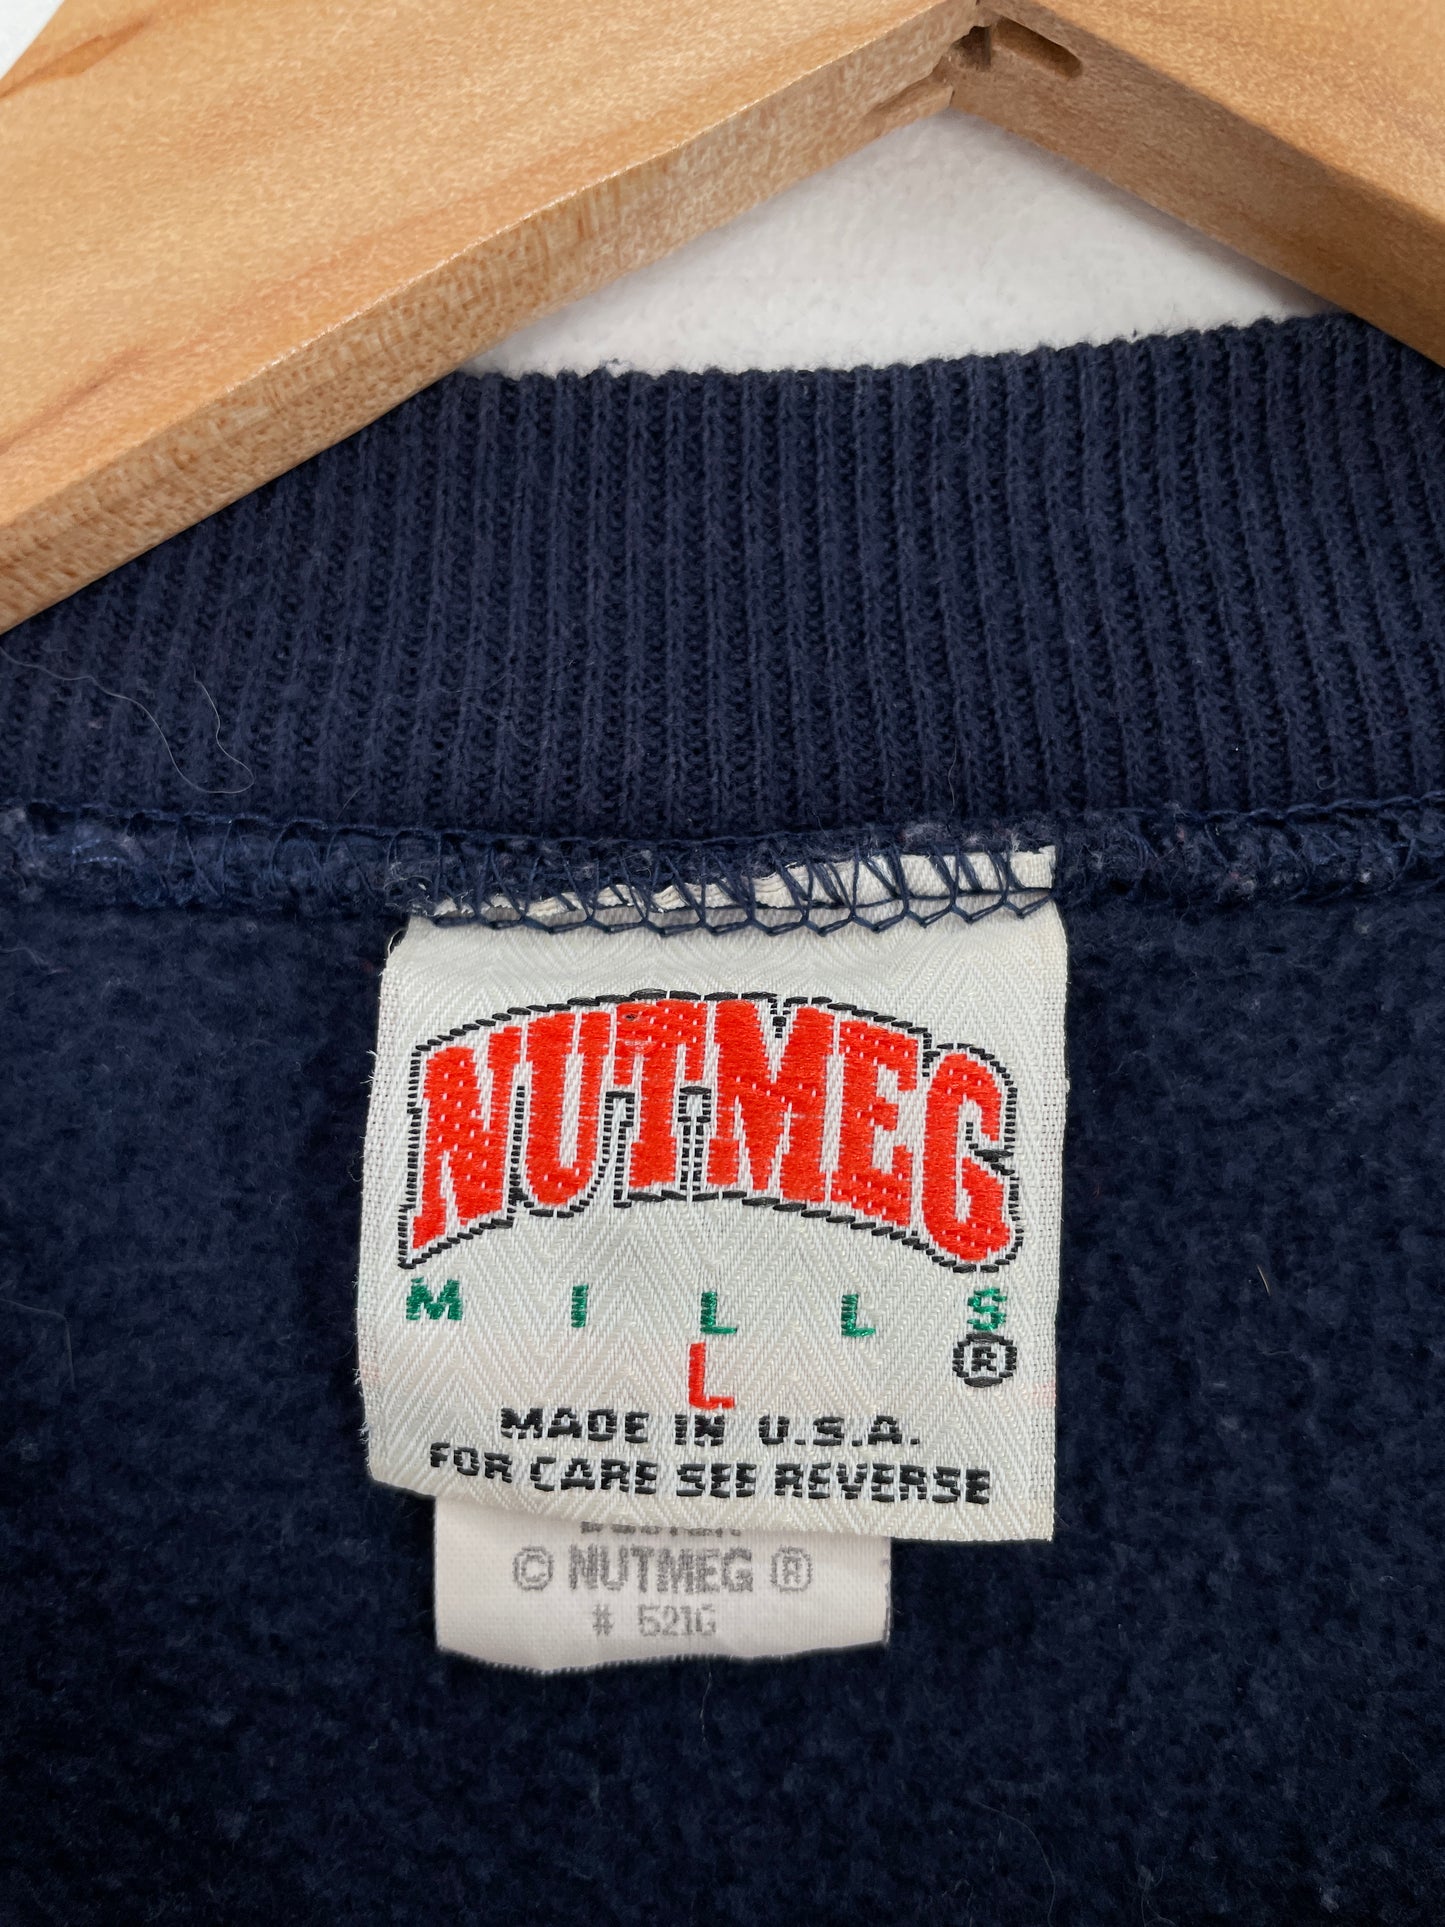 NUTMEG
MILLS
L ®
MADE IN U.S.A.
FOR CARE SEE REVERSE
© NUTMEG ®
# 521G